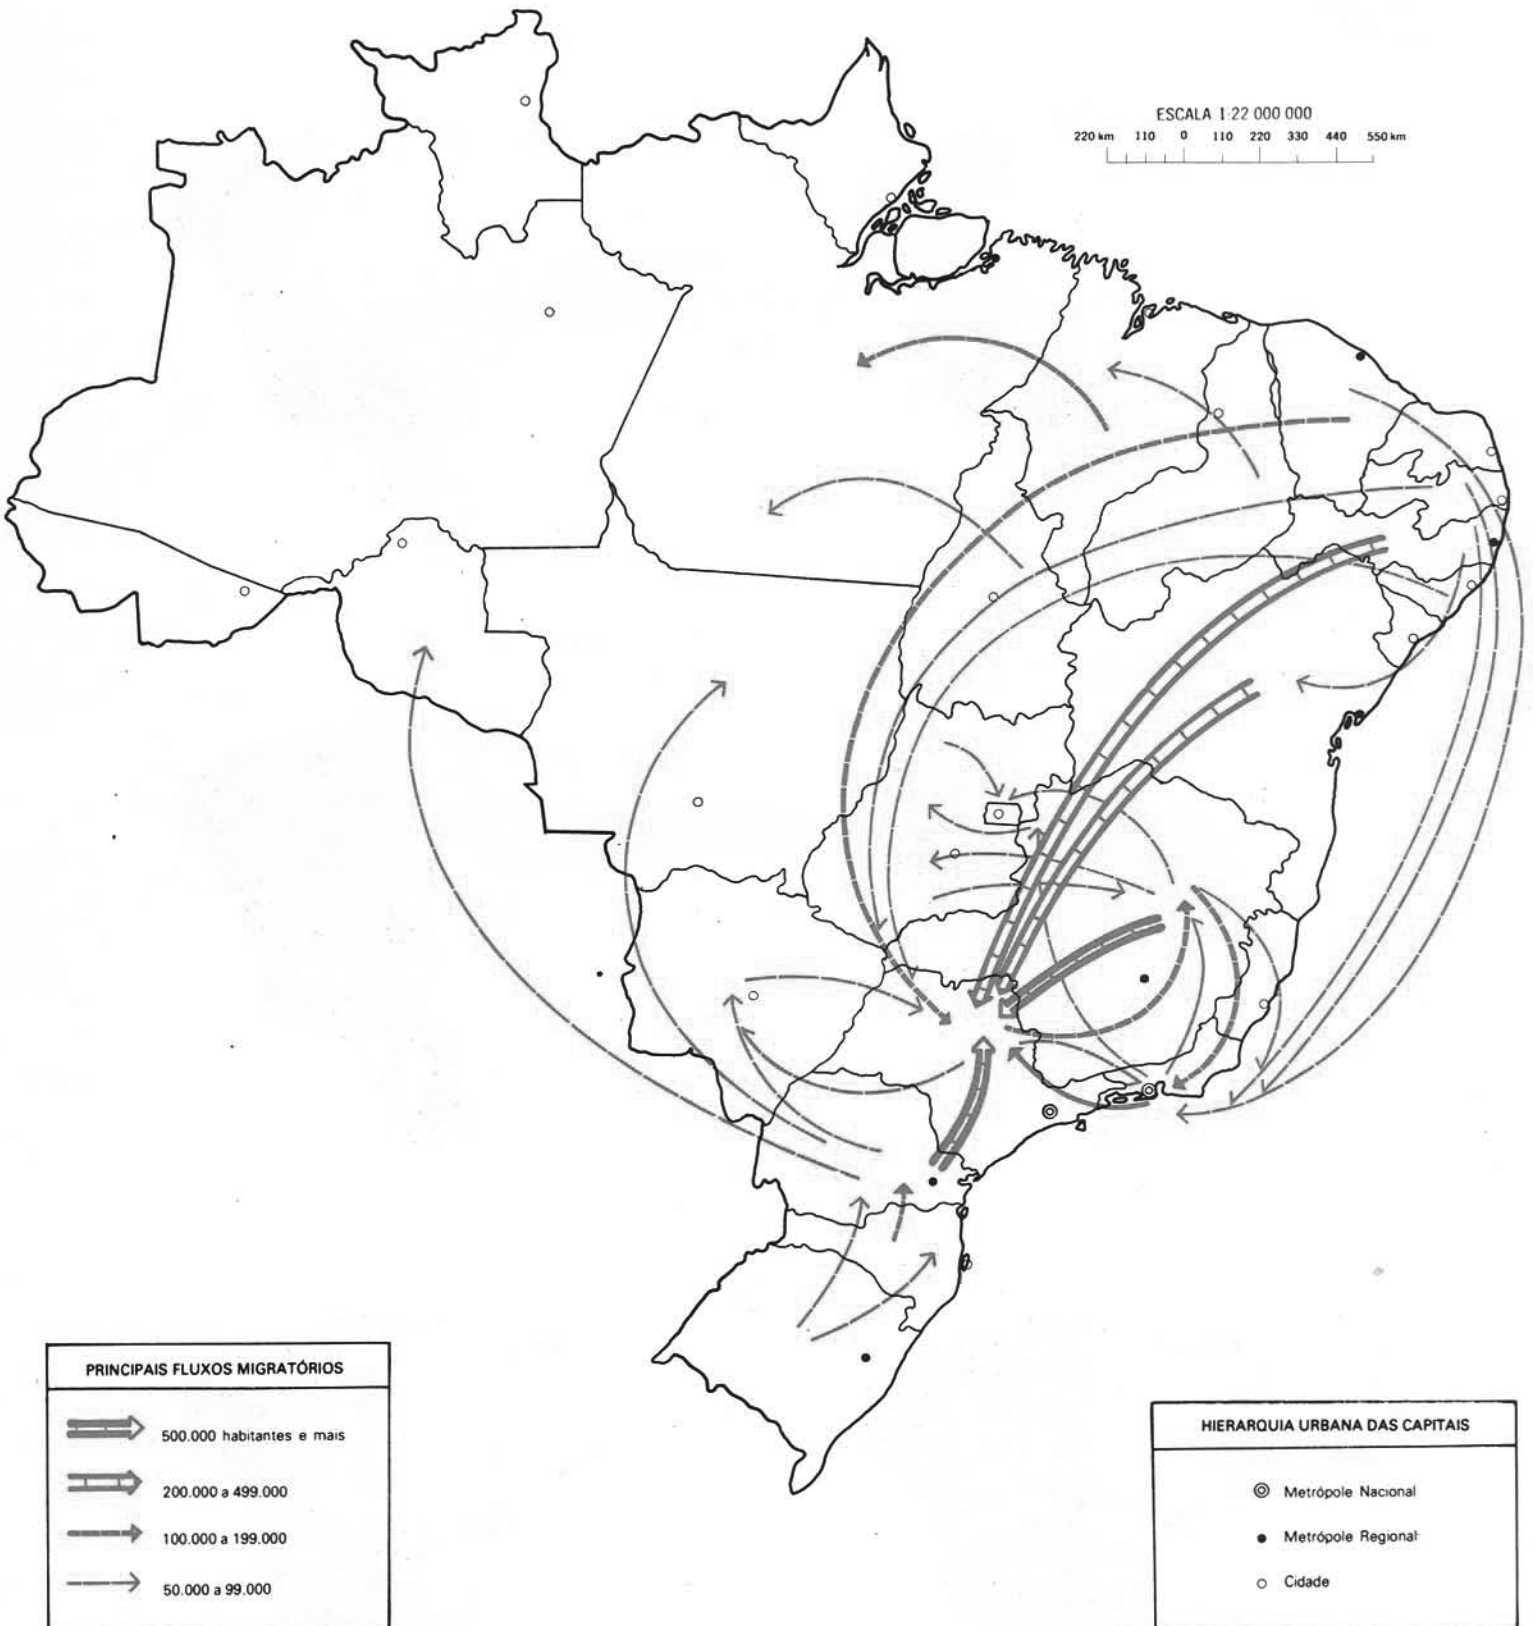 ESCALA 1:22 000 000
220 km 110 0 110 220 330 440 550 km
PRINCIPAIS FLUXOS MIGRATÓRIOS
500.000 habitantes e mais
200.000 a 499.000
100.000 a 199.000
50.000 a 99.000
HIERARQUIA URBANA DAS CAPITAIS
Metrópole Nacional
Metrópole Regional
Cidade